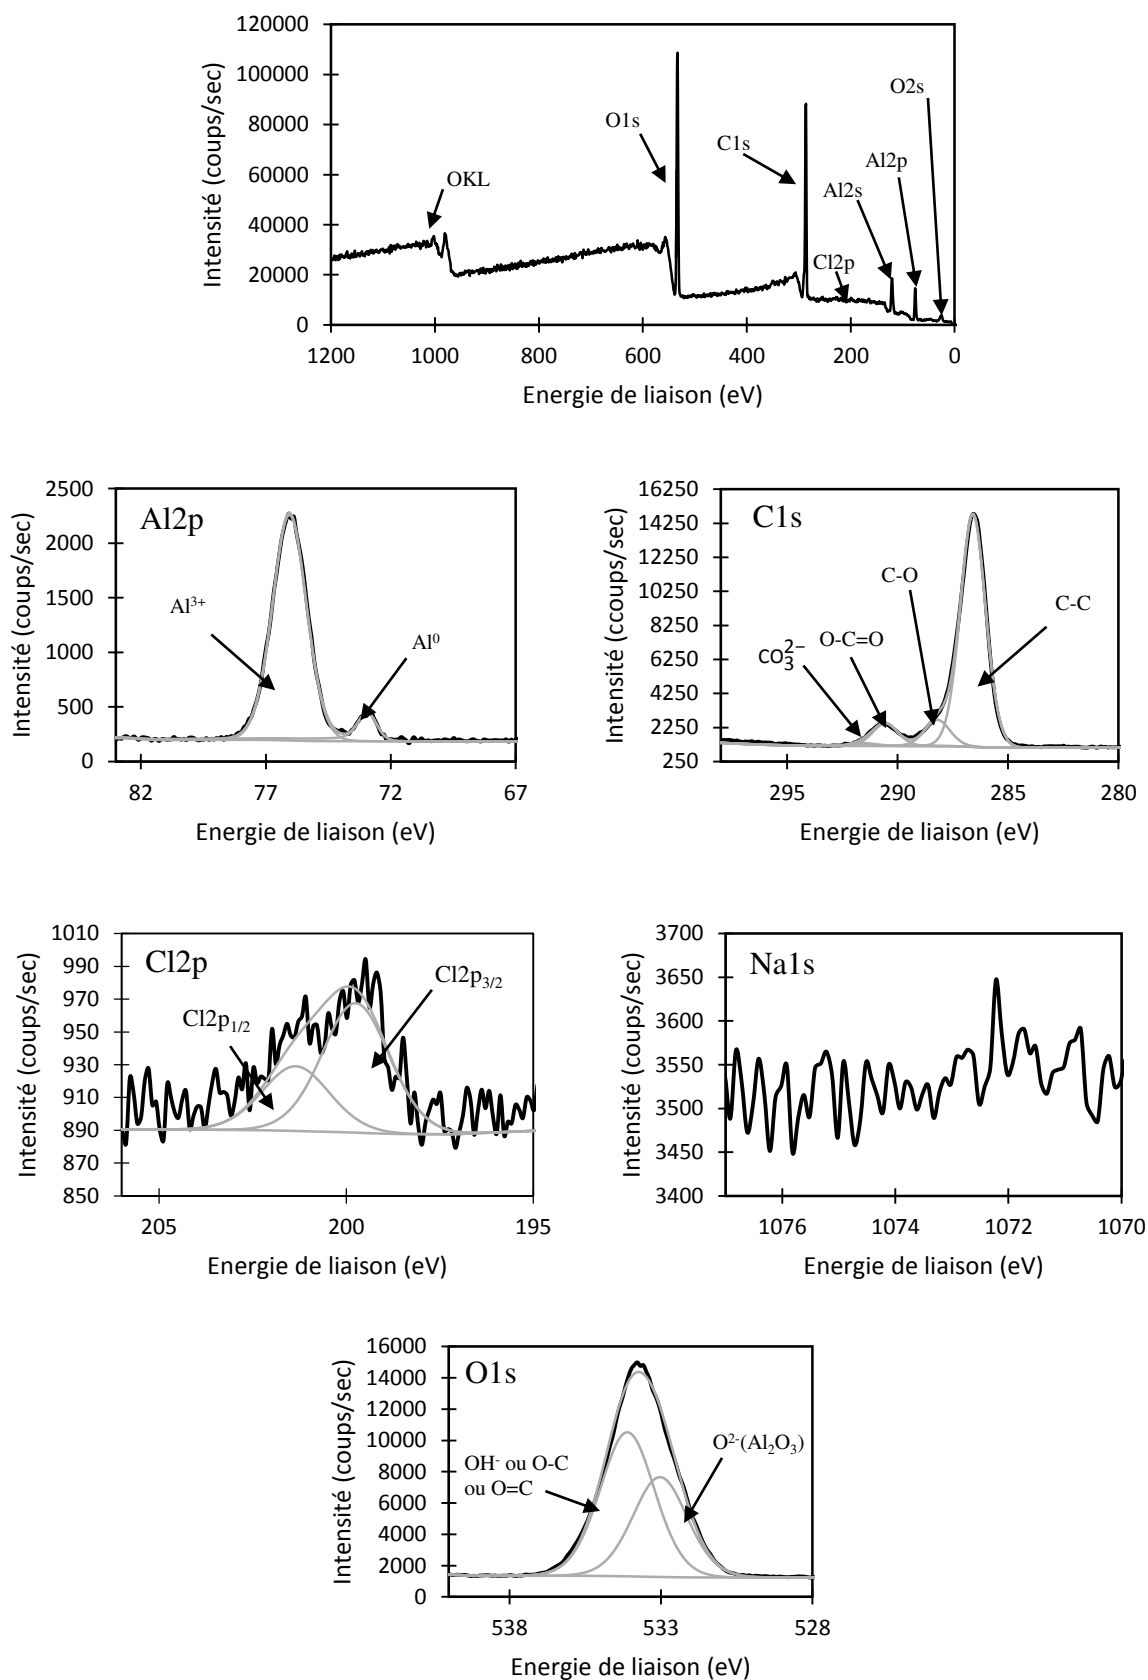 120000
100000
80000
60000
40000
20000
0
Intensité (coups/sec)
O2s
O1s
C1s
Al2p
OKL
Al2s
Cl2p
1200 1000 800 600 400 200 0
Energie de liaison (eV)
2500
2000
1500
1000
500
0
Intensité (coups/sec)
Al2p
Al³⁺
Al⁰
82 77 72 67
Energie de liaison (eV)
16250
14250
12250
10250
8250
6250
4250
2250
250
Intensité (ccoups/sec)
C1s
C-O
C-C
O-C=O
CO₃²⁻
295 290 285 280
Energie de liaison (eV)
1010
990
970
950
930
910
890
870
850
Intensité (coups/sec)
Cl2p
Cl2p₃/₂
Cl2p₁/₂
205 200 195
Energie de liaison (eV)
3700
3650
3600
3550
3500
3450
3400
Intensité (coups/sec)
Na1s
1076 1074 1072 1070
Energie de liaison (eV)
16000
14000
12000
10000
8000
6000
4000
2000
0
Intensité (coups/sec)
O1s
O²⁻(Al₂O₃)
OH⁻ ou O-C
ou O=C
538 533 528
Energie de liaison (eV)